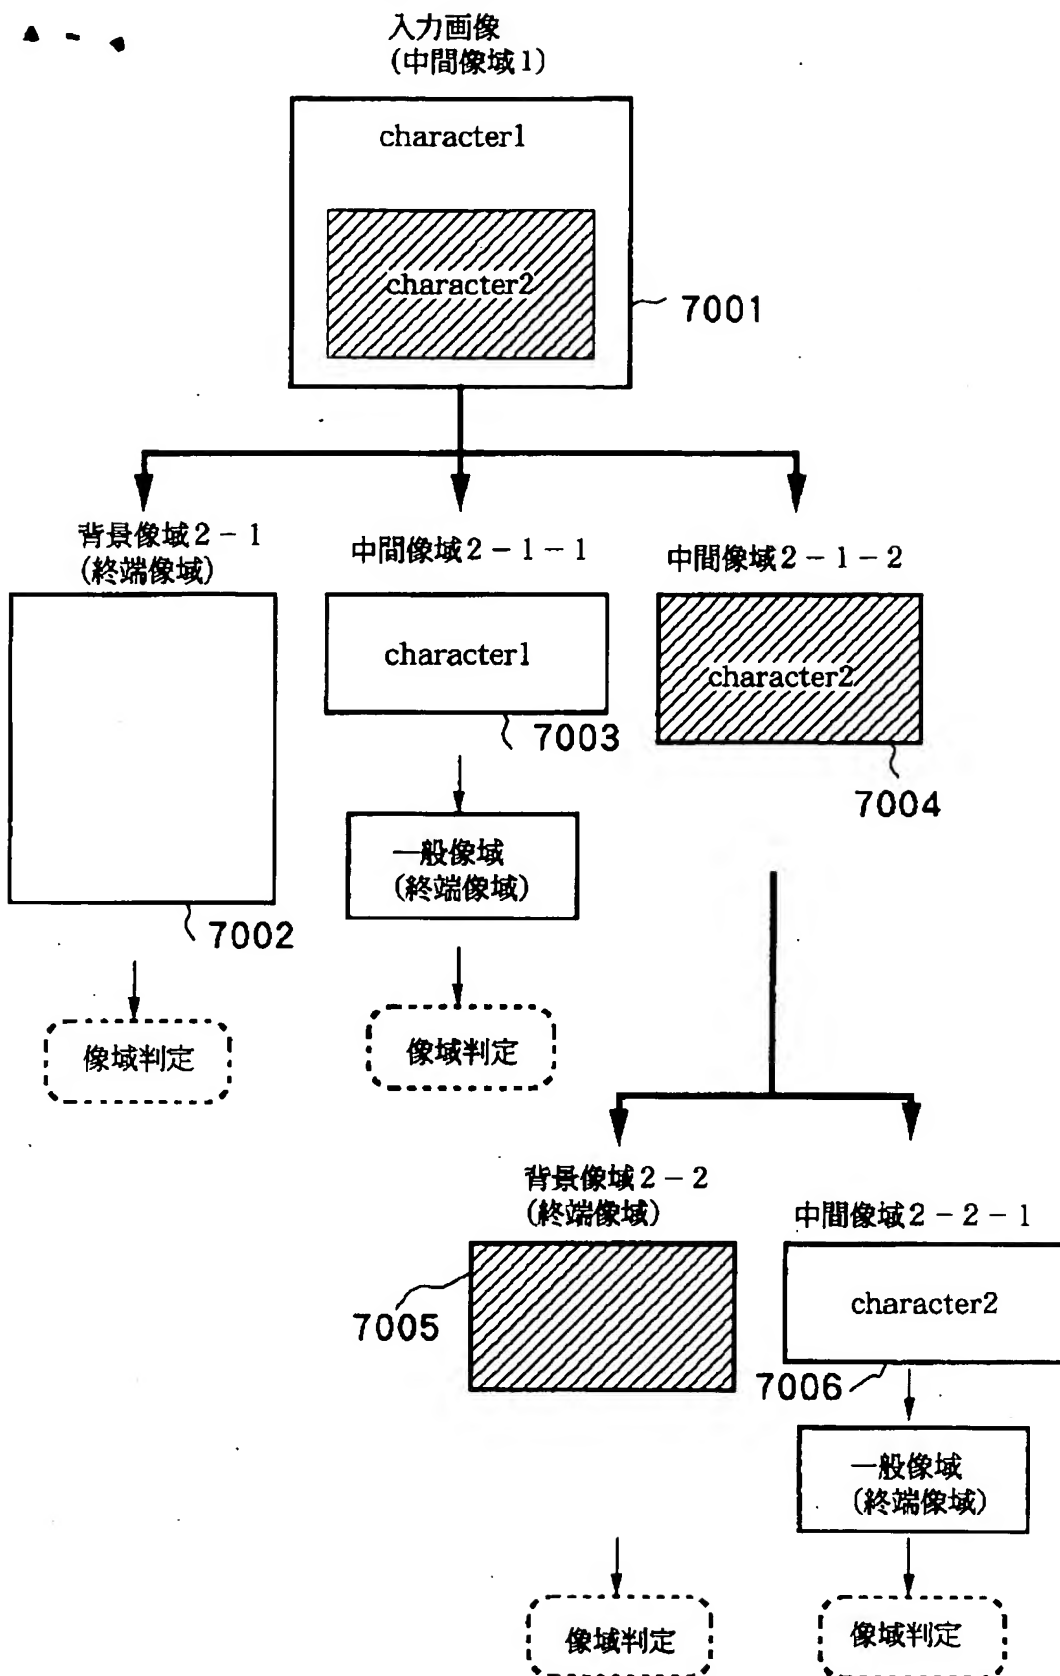 入力画像
(中間像域1)
character1
character2
7001
背景像域2-1
(終端像域)
中間像域2-1-1
中間像域2-1-2
character1
character2
7003
7004
一般像域
(終端像域)
7002
像域判定
像域判定
背景像域2-2
(終端像域)
中間像域2-2-1
character2
7005
7006
一般像域
(終端像域)
像域判定
像域判定